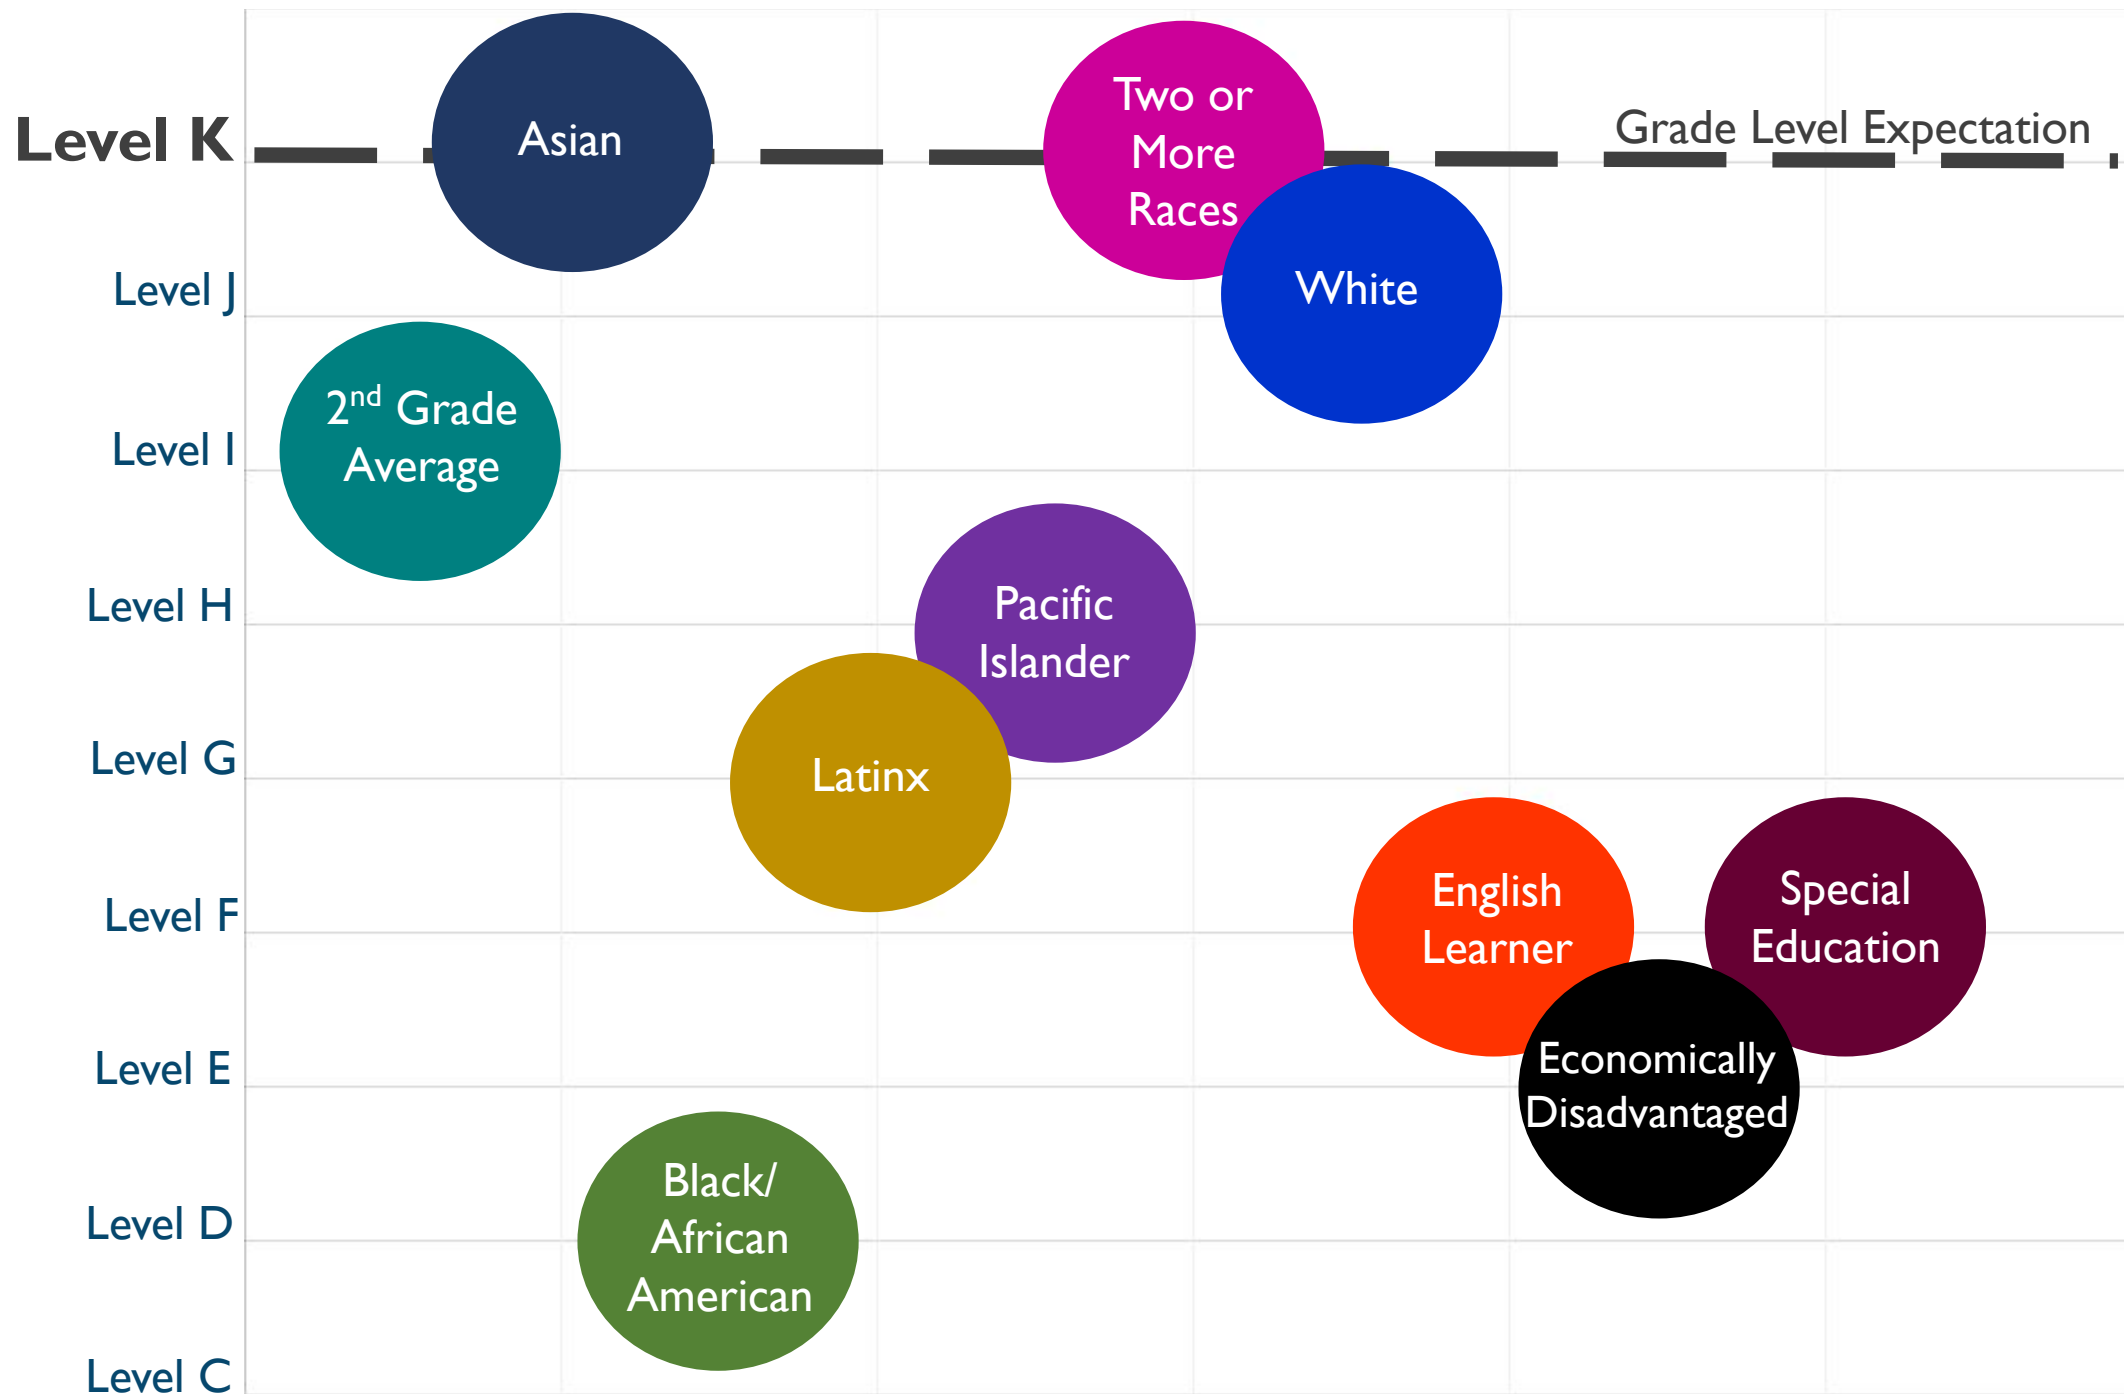 Level K
Grade Level Expectation
Asian
Two or
More
Races
Level J
White
2nd Grade
Average
Level I
Level H
Pacific
Islander
Level G
Latinx
Level F
English
Learner
Special
Education
Level E
Economically
Disadvantaged
Level D
Black/
African
American
Level C